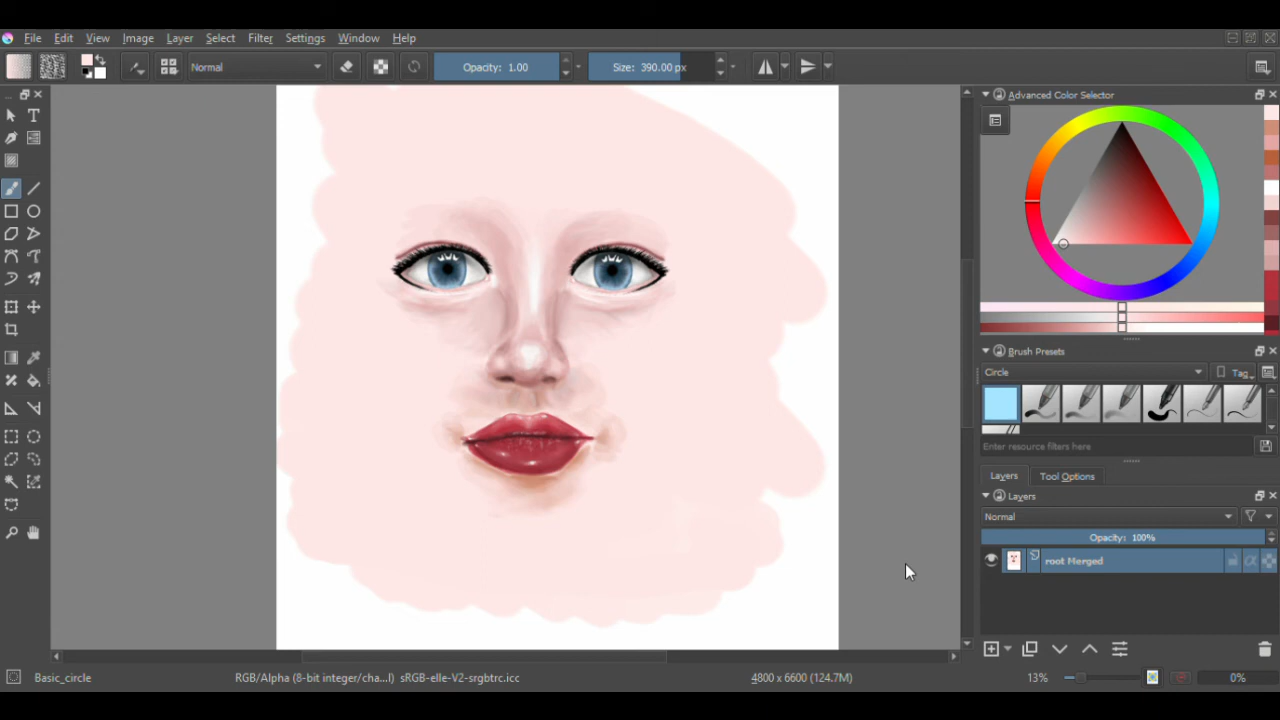 File Edit View Image Layer Select Filter Settings Window Help
Normal Opacity: 1.00 Size: 390.00 px
Advanced Color Selector
Brush Presets
Circle Tag
Enter resource filters here
Layers Tool Options
Layers
Normal
Opacity: 100%
root Merged
Basic_circle RGB/Alpha (8-bit integer/cha...l) sRGB-elle-V2-srgbtrc.icc 4800 x 6600 (124.7M) 13% 0%